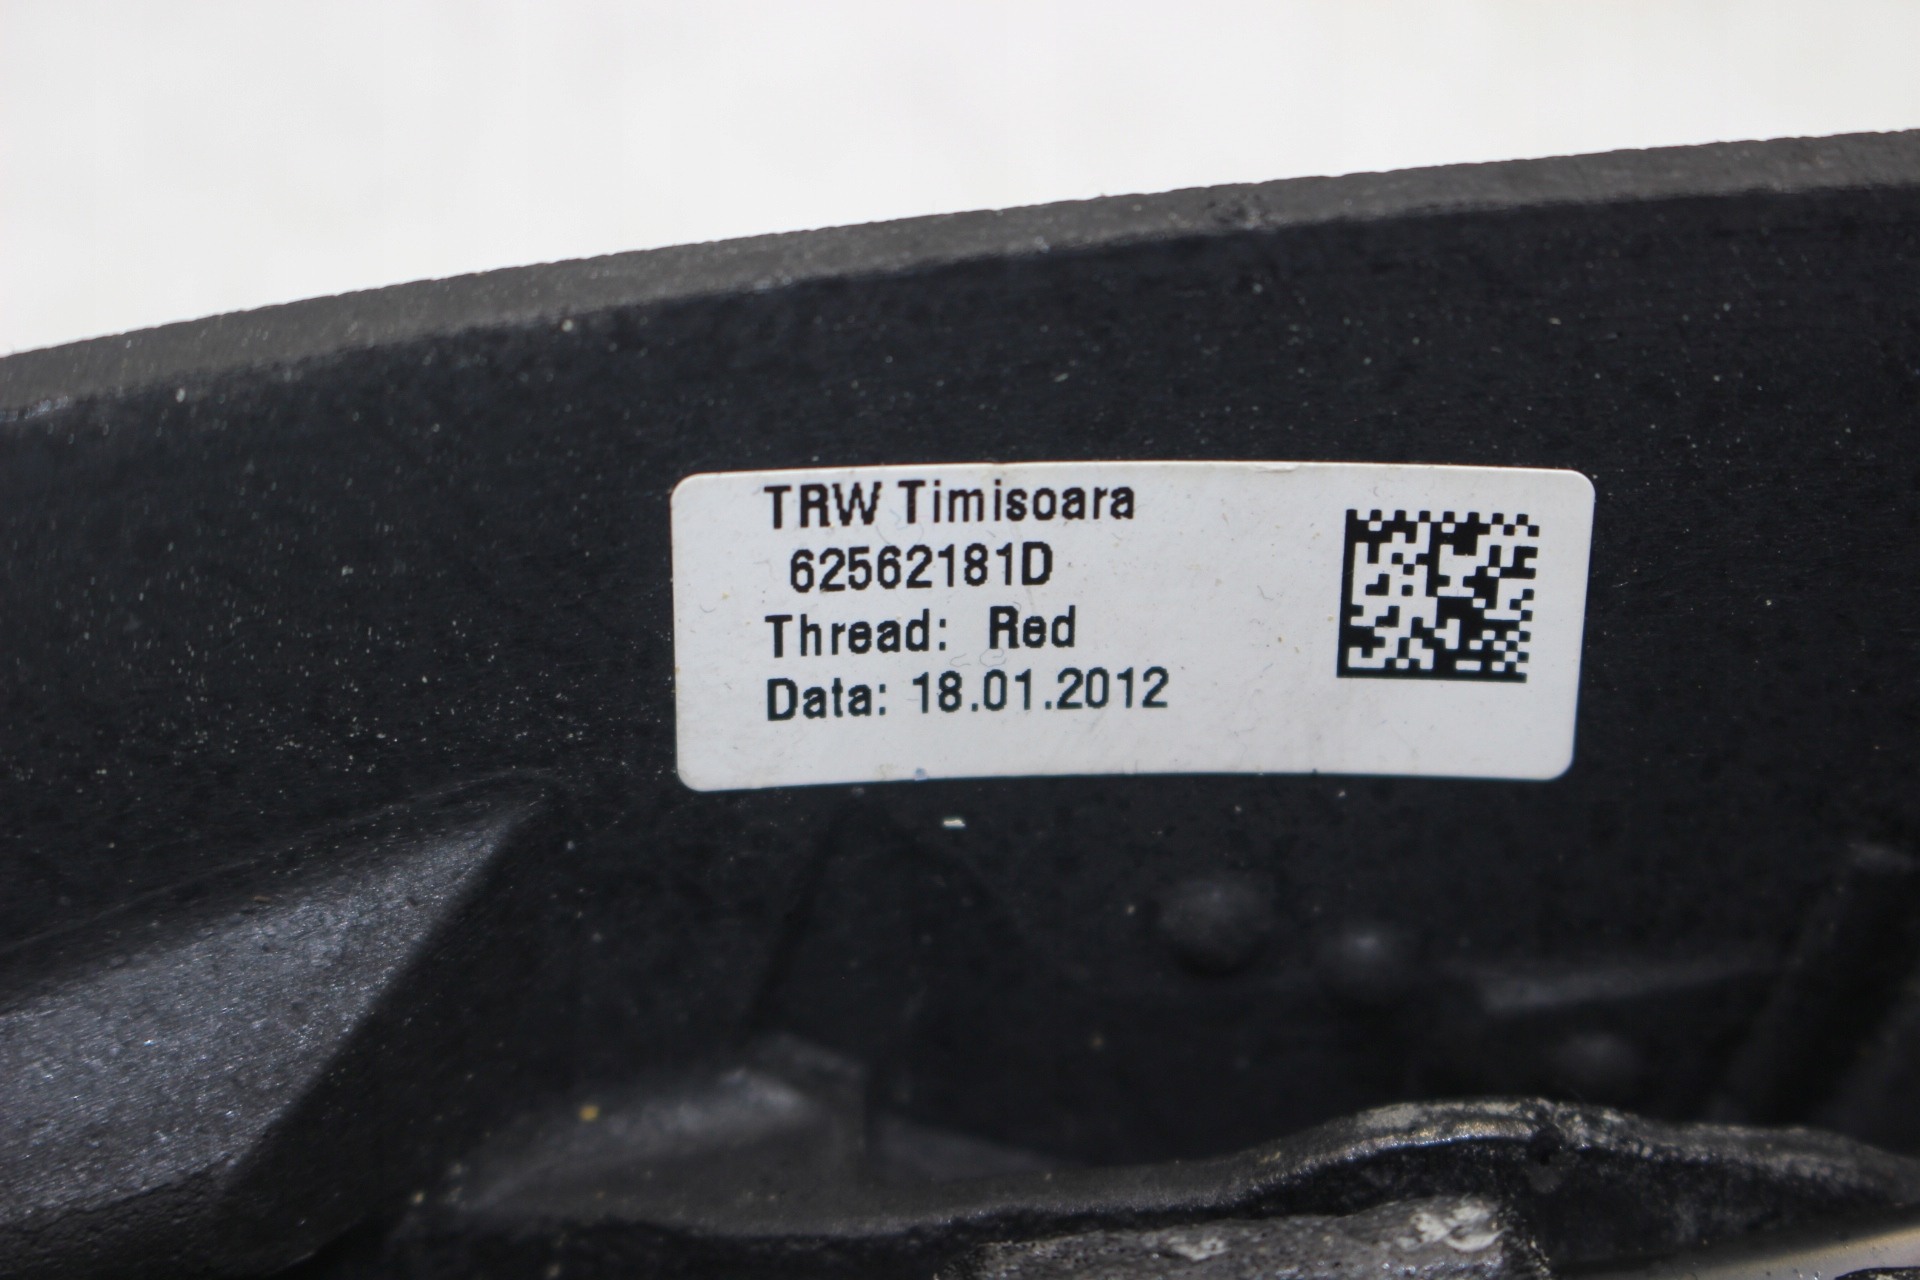 TRW Timisoara
62562181D
Thread: Red
Data: 18.01.2012